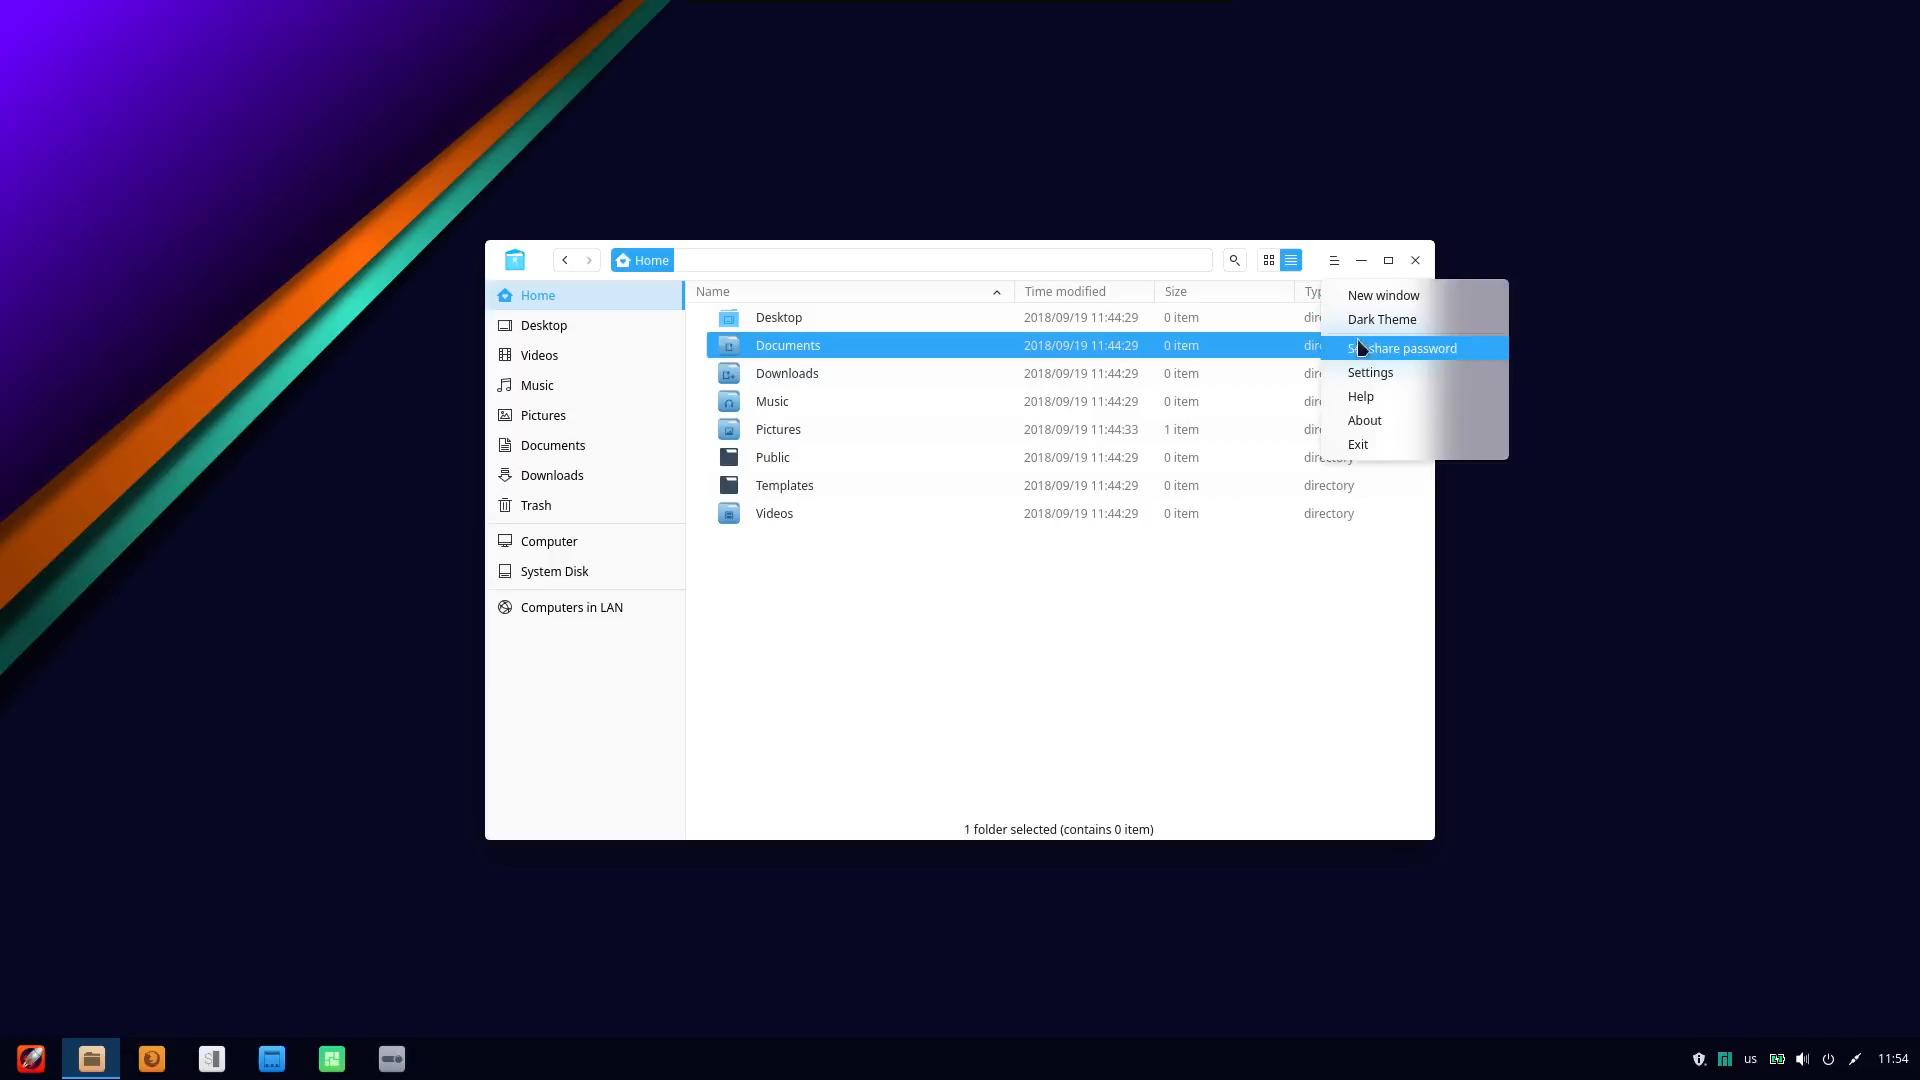 Home
Home
Desktop
Videos
Music
Pictures
Documents
Downloads
Trash
Computer
System Disk
Computers in LAN
Name Time modified Size
Desktop 2018/09/19 11:44:29 0 item
Documents 2018/09/19 11:44:29 0 item
Downloads 2018/09/19 11:44:29 0 item
Music 2018/09/19 11:44:29 0 item
Pictures 2018/09/19 11:44:33 1 item
Public 2018/09/19 11:44:29 0 item directory
Templates 2018/09/19 11:44:29 0 item directory
Videos 2018/09/19 11:44:29 0 item directory
New window
Dark Theme
share password
Settings
Help
About
Exit
1 folder selected (contains 0 item)
us 11:54